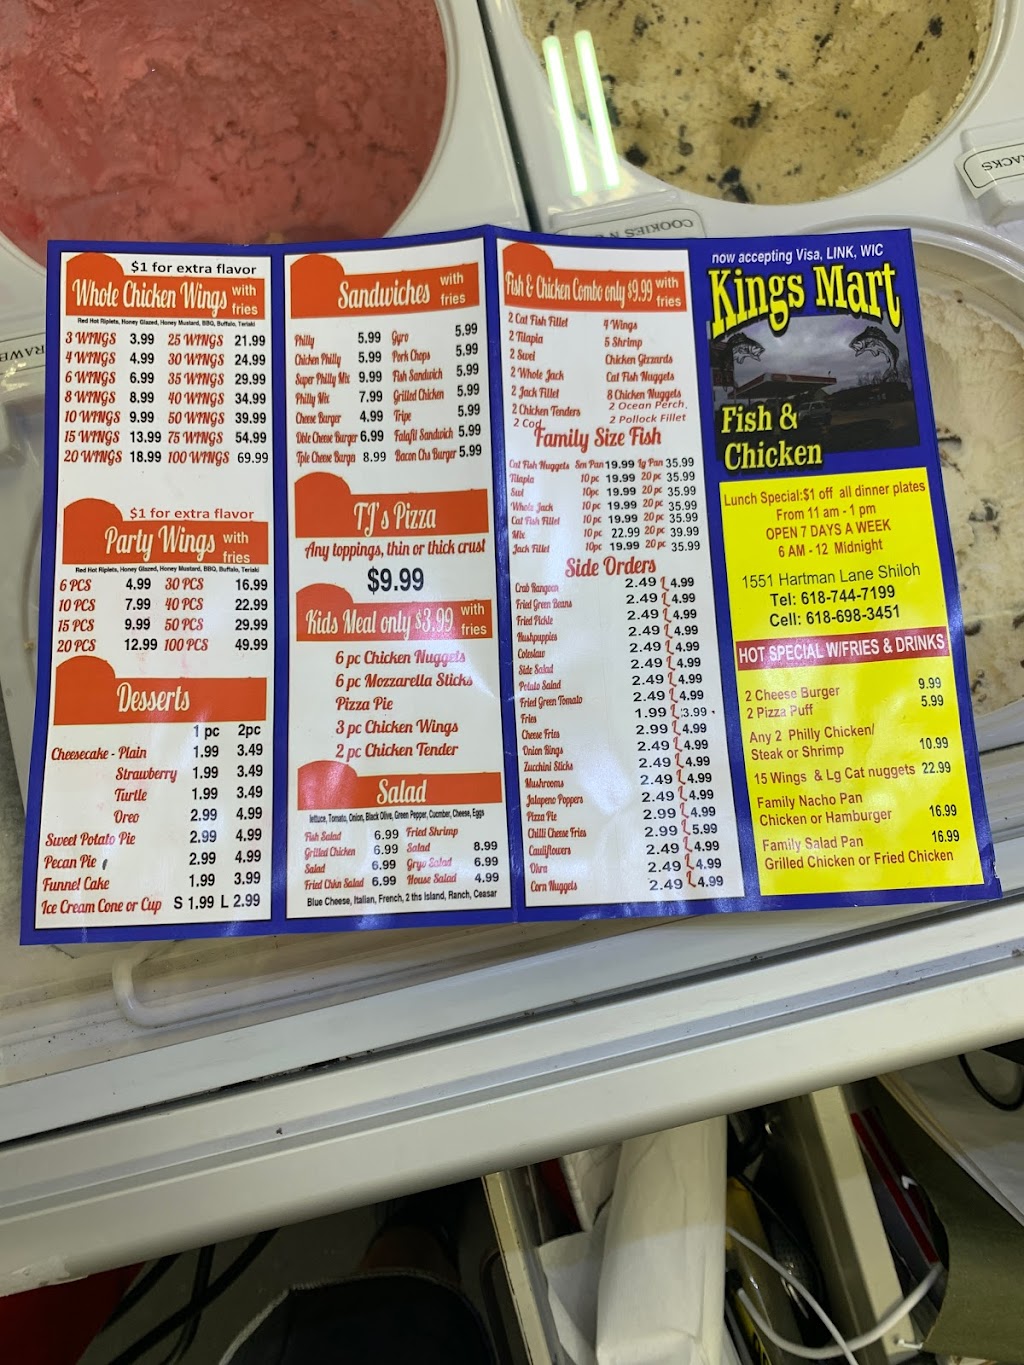 COOKIES N
RACKS
RAWBE
$1 for extra flavor
Whole Chicken Wings with fries
Red Hot Riplets, Honey Glazed, Honey Mustard, BBQ, Buffalo, Teriaki
3 WINGS 3.99 25 WINGS 21.99
4 WINGS 4.99 30 WINGS 24.99
6 WINGS 6.99 35 WINGS 29.99
8 WINGS 8.99 40 WINGS 34.99
10 WINGS 9.99 50 WINGS 39.99
15 WINGS 13.99 75 WINGS 54.99
20 WINGS 18.99 100 WINGS 69.99
$1 for extra flavor
Party Wings with fries
Red Hot Riplets, Honey Glazed, Honey Mustard, BBQ, Buffalo, Teriaki
6 PCS 4.99 30 PCS 16.99
10 PCS 7.99 40 PCS 22.99
15 PCS 9.99 50 PCS 29.99
20 PCS 12.99 100 PCS 49.99
Desserts
1 pc 2pc
Cheesecake - Plain 1.99 3.49
Strawberry 1.99 3.49
Turtle 1.99 3.49
Oreo 2.99 4.99
Sweet Potato Pie 2.99 4.99
Pecan Pie 2.99 4.99
Funnel Cake 1.99 3.99
Ice Cream Cone or Cup S 1.99 L 2.99
Sandwiches with fries
Philly 5.99 Gyro 5.99
Chicken Philly 5.99 Pork Chops 5.99
Super Philly Mix 9.99 Fish Sandwich 5.99
Philly Mix 7.99 Grilled Chicken 5.99
Cheese Burger 4.99 Tripe 5.99
Dble Cheese Burger 6.99 Falafil Sandwich 5.99
Tple Cheese Burga 8.99 Bacon Chs Burger 5.99
TJ's Pizza
Any toppings, thin or thick crust
$9.99
Kids Meal only $3.99 with fries
6 pc Chicken Nuggets
6 pc Mozzarella Sticks
Pizza Pie
3 pc Chicken Wings
2 pc Chicken Tender
Salad
lettuce, Tomato, Onion, Black Olive, Green Pepper, Cucmber, Cheese, Eggs
Fish Salad 6.99 Fried Shrimp
Grilled Chicken 6.99 Salad 8.99
Salad 6.99 Gryo Salad 6.99
Fried Chkn Salad 6.99 House Salad 4.99
Blue Cheese, Italian, French, 2 ths Island, Ranch, Ceasar
Fish & Chicken Combo only $9.99 with fries
2 Cat Fish Fillet 4 Wings
2 Tilapia 5 Shrimp
2 Swei Chicken Gizzards
2 Whole Jack Cat Fish Nuggets
2 Jack Fillet 8 Chicken Nuggets
2 Chicken Tenders 2 Ocean Perch
2 Cod 2 Pollock Fillet
Family Size Fish
Cat Fish Nuggets Sm Pan 19.99 Lg Pan 35.99
Tilapia 10 pc 19.99 20 pc 35.99
Swi 10pc 19.99 20 pc 35.99
Whole Jack 10 pc 19.99 20 pc 35.99
Cat Fish Fillet 10 pc 19.99 20 pc 35.99
Mix 10 pc 22.99 20 pc 39.99
Jack Fillet 10pc 19.99 20 pc 35.99
Side Orders
Crab Rangoon 2.49 L 4.99
Fried Green Beans 2.49 L 4.99
Fried Pickle 2.49 L 4.99
Hushpuppies 2.49 L 4.99
Coleslaw 2.49 L 4.99
Side Salad 2.49 L 4.99
Potato Salad 2.49 L 4.99
Fried Green Tomato 2.49 L 4.99
Fries 1.99 L 3.99
Cheese Fries 2.99 L 4.99
Onion Rings 2.49 L 4.99
Zucchini Sticks 2.49 L 4.99
Mushrooms 2.49 L 4.99
Jalapeno Poppers 2.49 L 4.99
Pizza Pie 2.99 L 4.99
Chilli Cheese Fries 2.99 L 5.99
Cauliflowers 2.49 L 4.99
Okra 2.49 L 4.99
Corn Nuggets 2.49 L 4.99
now accepting Visa, LINK, WIC
Kings Mart
Fish &
Chicken
Lunch Special:$1 off all dinner plates
From 11 am - 1 pm
OPEN 7 DAYS A WEEK
6 AM - 12 Midnight
1551 Hartman Lane Shiloh
Tel: 618-744-7199
Cell: 618-698-3451
HOT SPECIAL W/FRIES & DRINKS
2 Cheese Burger 9.99
2 Pizza Puff 5.99
Any 2 Philly Chicken/
Steak or Shrimp 10.99
15 Wings & Lg Cat nuggets 22.99
Family Nacho Pan
Chicken or Hamburger 16.99
Family Salad Pan 16.99
Grilled Chicken or Fried Chicken